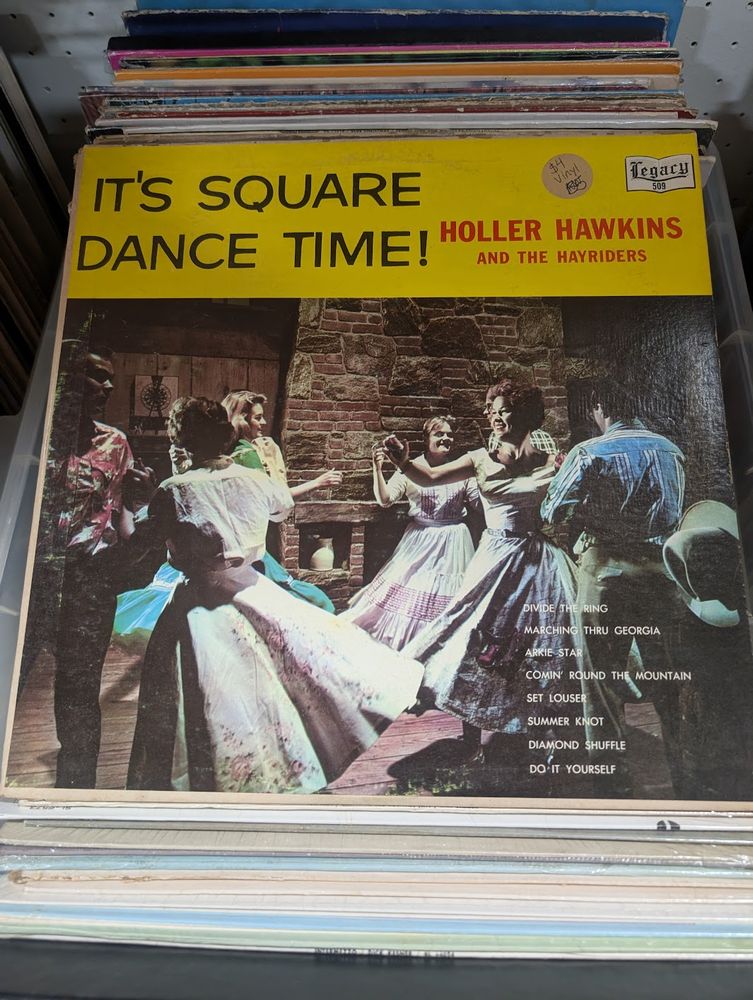 $4
Vinyl
Legacy
509
IT'S SQUARE
DANCE TIME!
HOLLER HAWKINS
AND THE HAYRIDERS
DIVIDE THE RING
MARCHING THRU GEORGIA
ARKIE STAR
COMIN' ROUND THE MOUNTAIN
SET LOUSER
SUMMER KNOT
DIAMOND SHUFFLE
DO IT YOURSELF